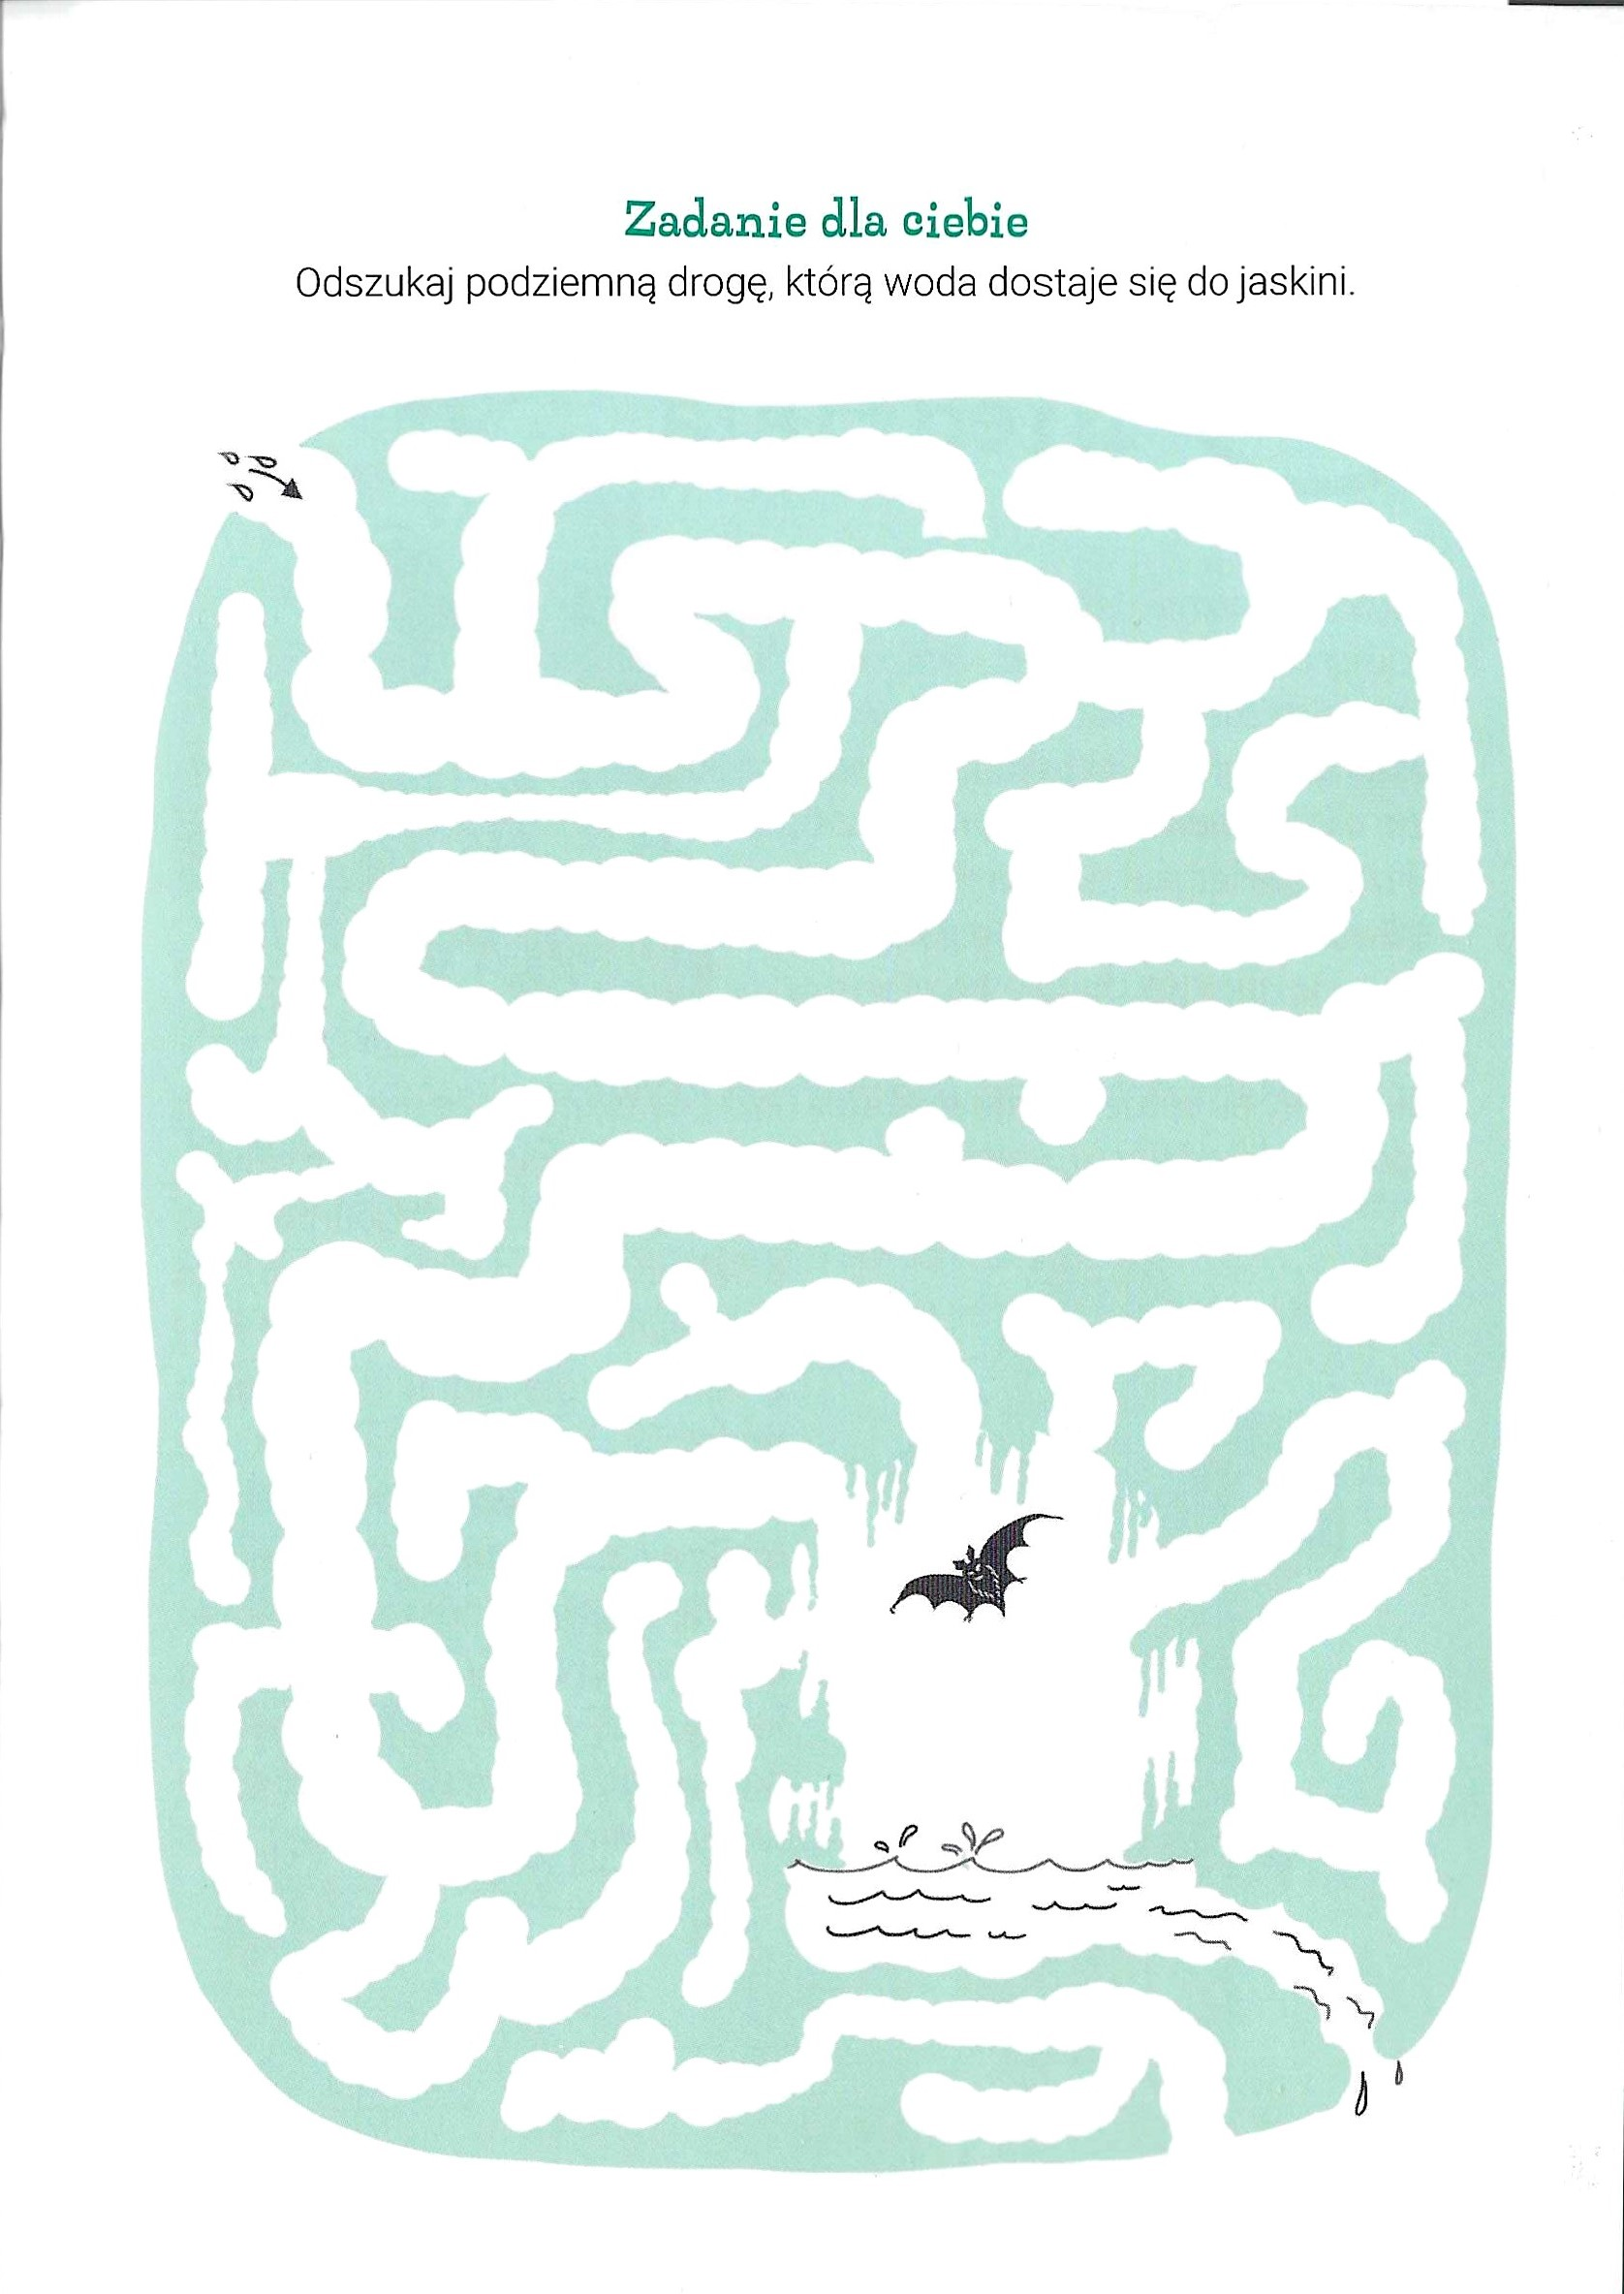 Zadanie dla ciebie
Odszukaj podziemną drogę, którą woda dostaje się do jaskini.